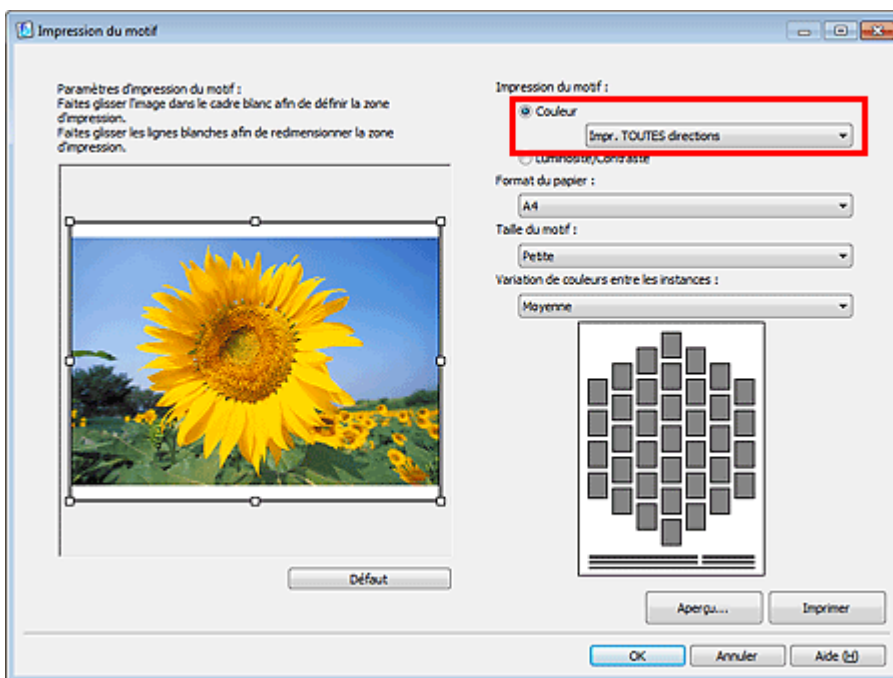 Impression du motif
Paramètres d'impression du motif :
Faites glisser l'image dans le cadre blanc afin de définir la zone
d'impression.
Faites glisser les lignes blanches afin de redimensionner la zone
d'impression.
Défaut
Impression du motif :
Couleur
Impr. TOUTES directions
Luminosité/Contraste
Format du papier :
A4
Taille du motif :
Petite
Variation de couleurs entre les instances :
Moyenne
Aperçu...
Imprimer
OK
Annuler
Aide (H)